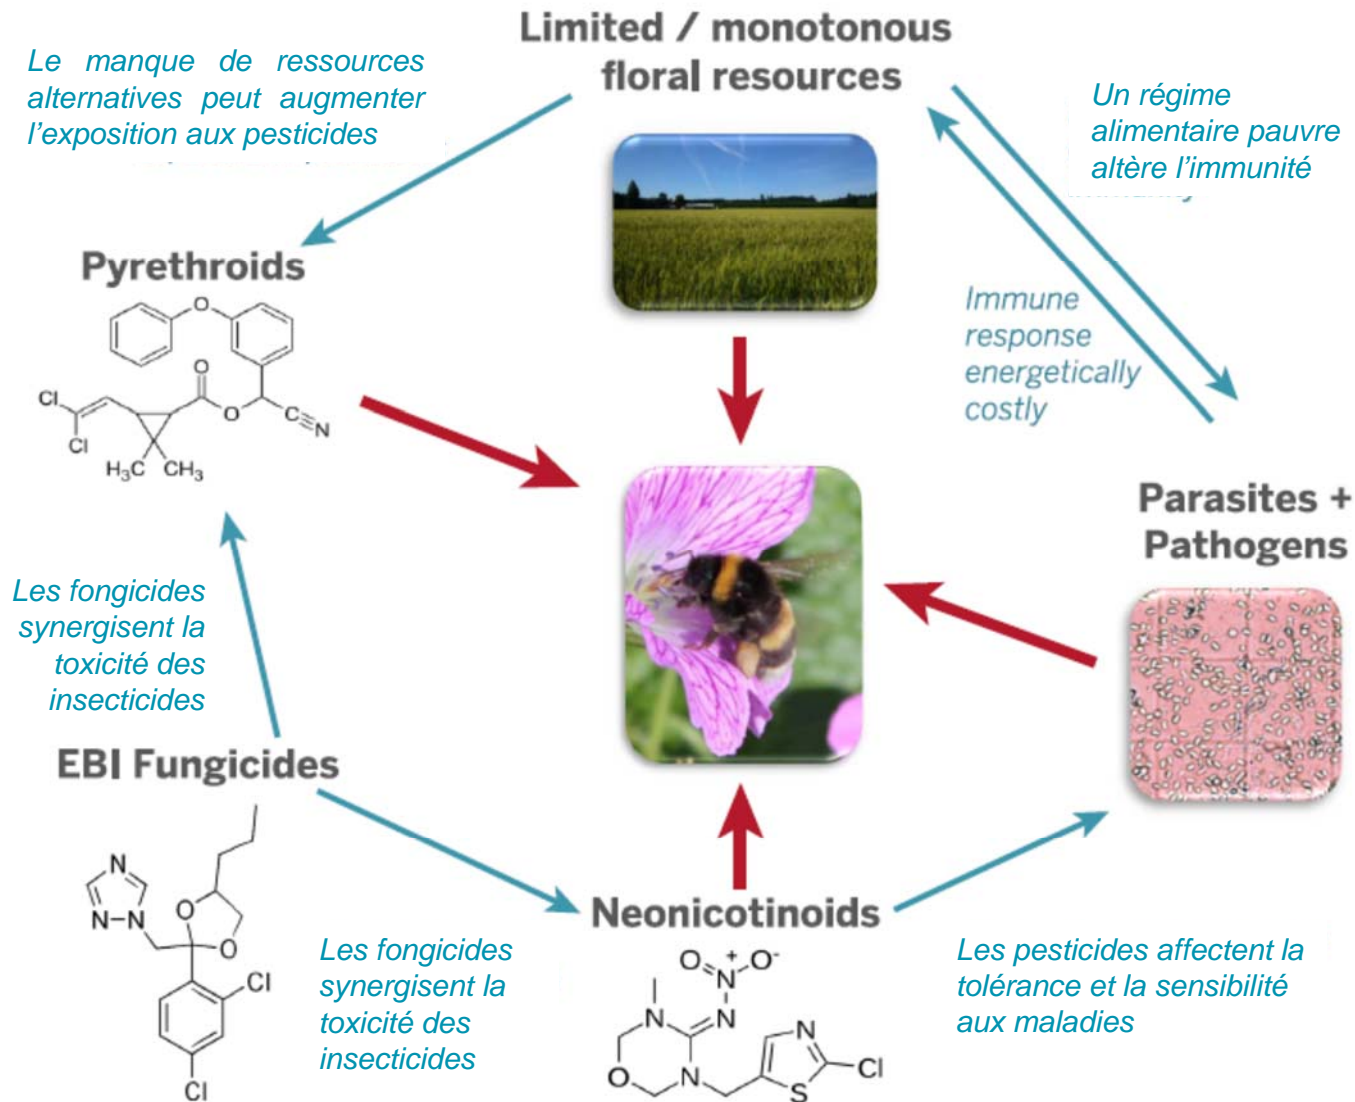 Limited / monotonous
floral resources
Le manque de ressources
alternatives peut augmenter
l'exposition aux pesticides
Un régime
alimentaire pauvre
altère l'immunité
Immune
response
energetically
costly
Pyrethroids
O
O
O
Cl
Cl
C≡N
H₃C CH₃
Parasites +
Pathogens
Les fongicides
synergisent la
toxicité des
insecticides
EBI Fungicides
N
N–N
O
O
Cl
Cl
Les fongicides
synergisent la
toxicité des
insecticides
Neonicotinoids
O N⁺ O⁻
N N
N
O N
S
Cl
Les pesticides affectent la
tolérance et la sensibilité
aux maladies